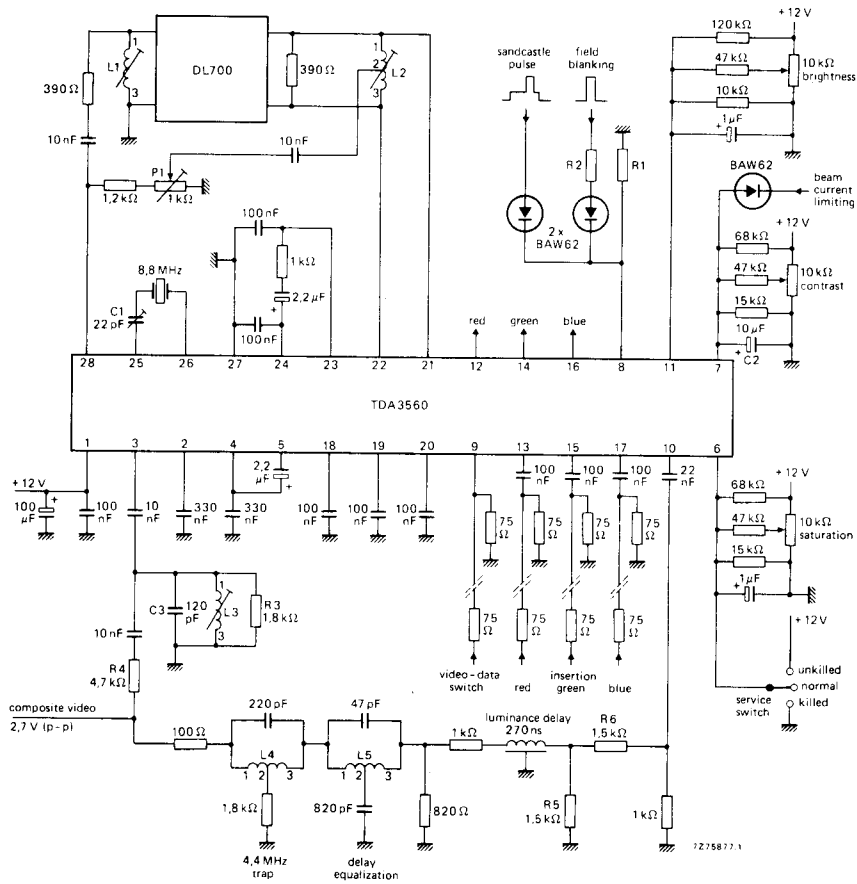 + 12 V
120 kΩ
47 kΩ
10 kΩ
brightness
10 kΩ
+
1 μF
sandcastle
pulse
field
blanking
R2
R1
2 x
BAW62
390 Ω
L1
1
3
DL700
390 Ω
1
2
3
L2
10 nF
10 nF
1,2 kΩ
P1
1 kΩ
100 nF
1 kΩ
2,2 μF
+
100 nF
8,8 MHz
C1
22 pF
BAW62
beam
current
limiting
+ 12 V
68 kΩ
47 kΩ
10 kΩ
contrast
15 kΩ
10 μF
+
C2
red
green
blue
28
25
26
27
24
23
22
21
12
14
16
8
11
7
TDA3560
1
3
2
4
5
18
19
20
9
13
15
17
10
6
+ 12 V
100
μF
+
100
nF
10
nF
330
nF
330
nF
2,2
μF
+
100
nF
100
nF
100
nF
100
nF
100
nF
100
nF
22
nF
75
Ω
75
Ω
75
Ω
75
Ω
75
Ω
75
Ω
75
Ω
75
Ω
video-data
switch
red
insertion
green
blue
+ 12 V
68 kΩ
47 kΩ
10 kΩ
saturation
15 kΩ
1 μF
+
+ 12 V
unkilled
normal
killed
service
switch
C3
120
pF
1
L3
3
R3
1,8 kΩ
10 nF
R4
4,7 kΩ
composite video
2,7 V (p-p)
100 Ω
220 pF
L4
1 2 3
1,8 kΩ
4,4 MHz
trap
47 pF
L5
1 2 3
820 pF
delay
equalization
820 Ω
1 kΩ
luminance delay
270 ns
R6
1,5 kΩ
R5
1,5 kΩ
1 kΩ
7Z75877.1